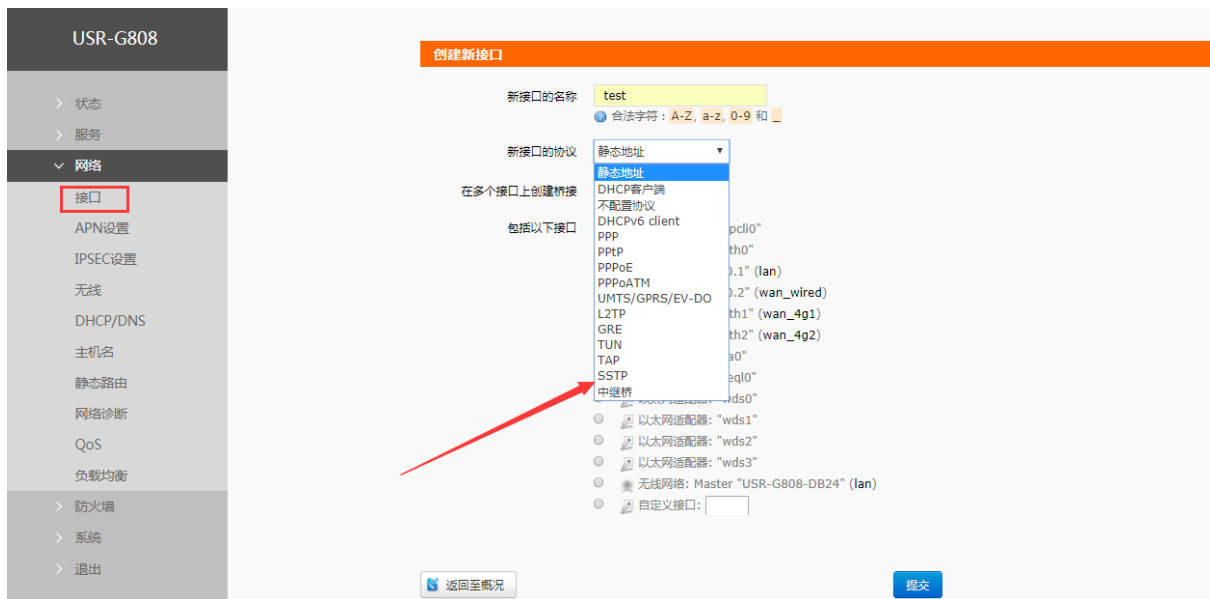 USR-G808
状态
服务
网络
接口
APN设置
IPSEC设置
无线
DHCP/DNS
主机名
静态路由
网络诊断
QoS
负载均衡
防火墙
系统
退出
创建新接口
新接口的名称 test
合法字符：A-Z, a-z, 0-9 和 _
新接口的协议 静态地址
静态地址
在多个接口上创建桥接 DHCP客户端
不配置协议
包括以下接口 DHCPv6 client pcli0"
PPP
PPtP th0"
PPPoE
PPPoATM 0.1" (lan)
UMTS/GPRS/EV-DO 0.2" (wan_wired)
L2TP th1" (wan_4g1)
GRE
TUN th2" (wan_4g2)
TAP a0"
SSTP eql0"
中继桥
以太网适配器: "wds0"
以太网适配器: "wds1"
以太网适配器: "wds2"
以太网适配器: "wds3"
无线网络: Master "USR-G808-DB24" (lan)
自定义接口:
返回至概况
提交